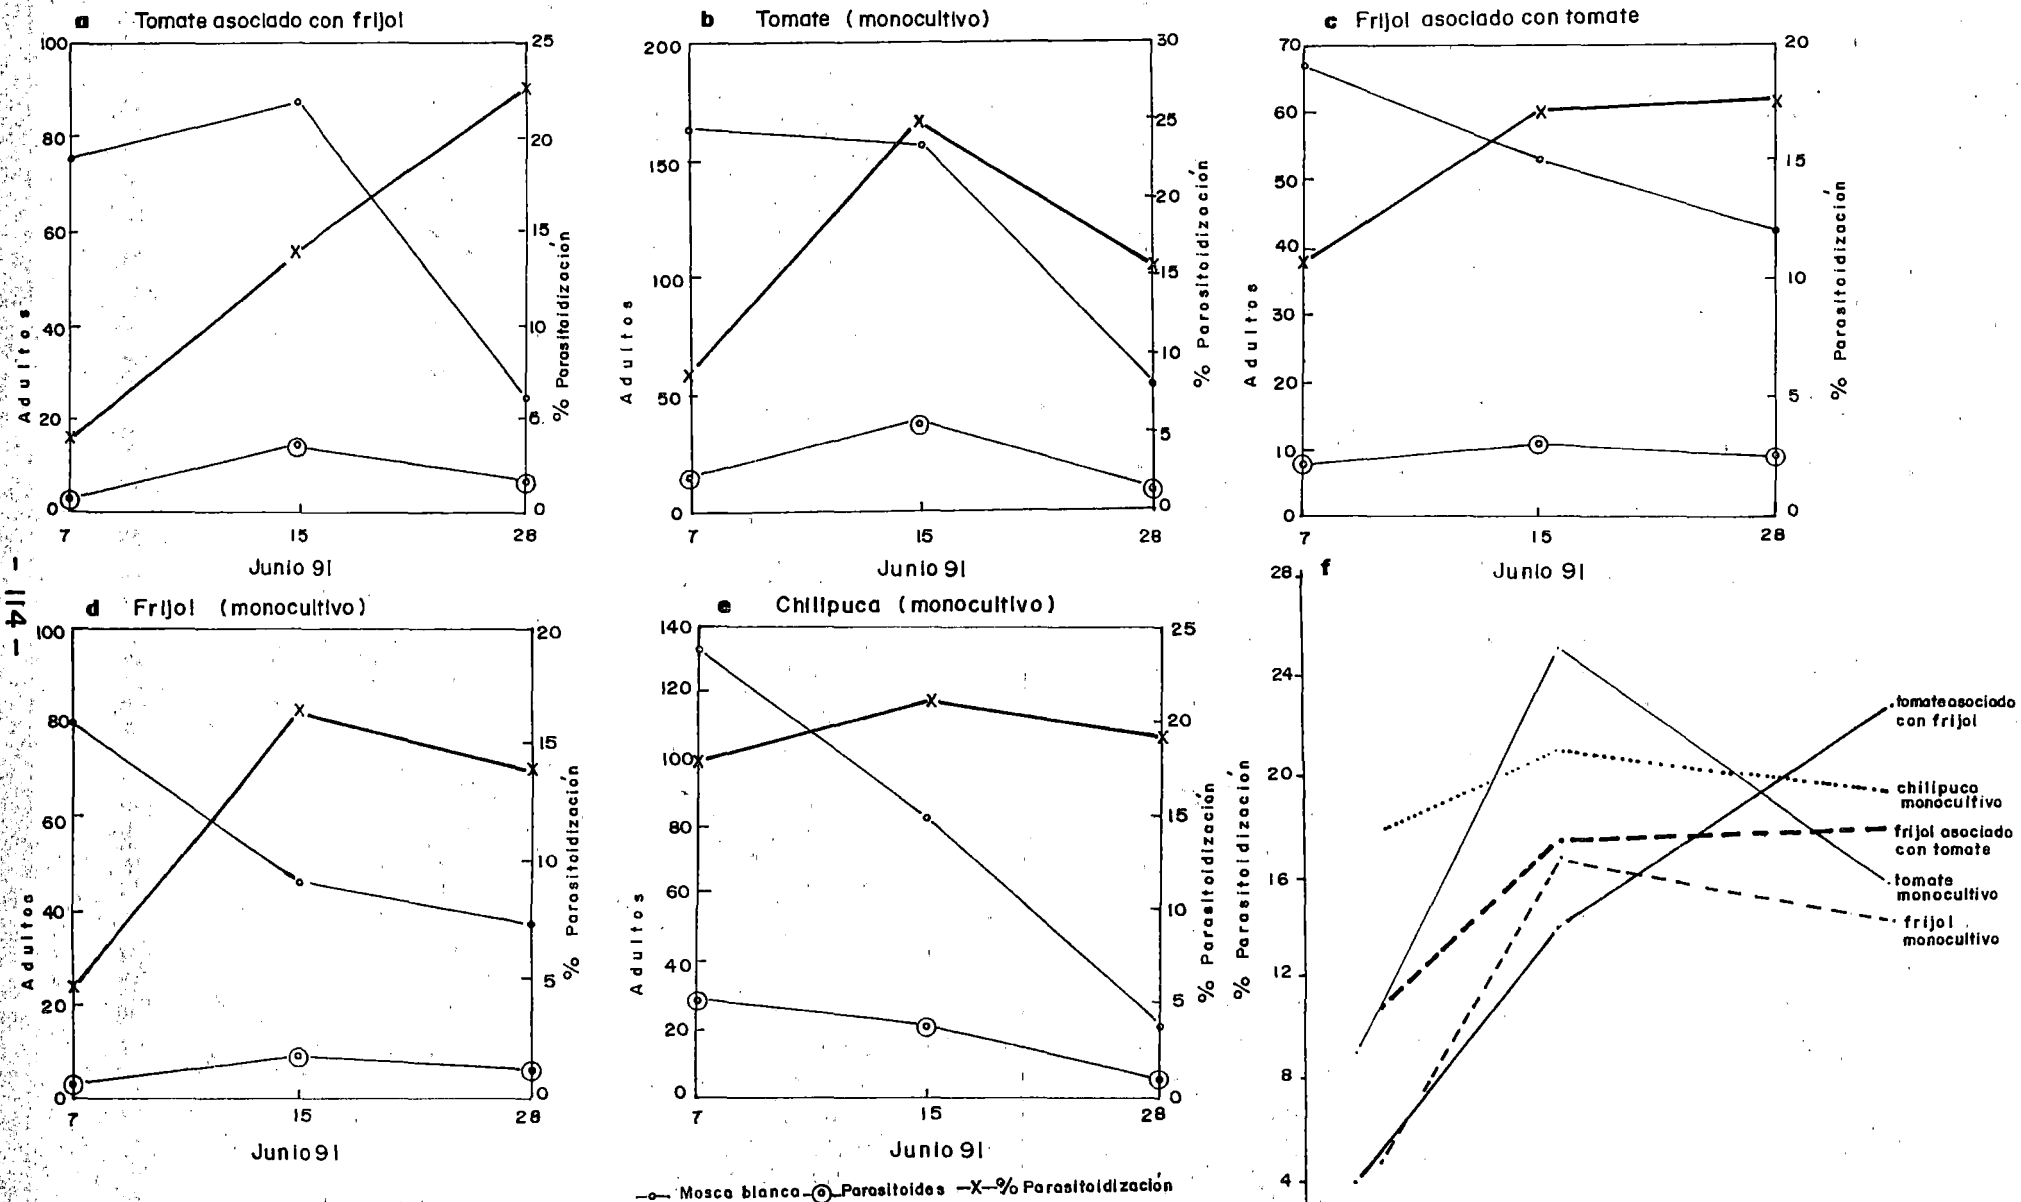 a Tomate asociado con frijol
100
80
60
40
20
0
25
20
15
10
5
0
Adultos
% Parasitoidización
7 15 28
Junio 91
b Tomate (monocultivo)
200
150
100
50
0
30
25
20
15
10
5
0
Adultos
% Parasitoidización
7 15 28
Junio 91
c Frijol asociado con tomate
70
60
50
40
30
20
10
0
20
15
10
5
0
Adultos
% Parasitoidización
7 15 28
Junio 91
- 114 -
d Frijol (monocultivo)
100
80
60
40
20
0
20
15
10
5
0
Adultos
% Parasitoidización
7 15 28
Junio 91
e Chilipuca (monocultivo)
140
120
100
80
60
40
20
0
25
20
15
10
5
0
Adultos
% Parasitoidización
7 15 28
Junio 91
f
28
24
20
16
12
8
4
% Parasitoidización
tomate asociado
con frijol
chilipuca
monocultivo
frijol asociado
con tomate
tomate
monocultivo
frijol
monocultivo
Mosca blanca Parasitoides X % Parasitoidización